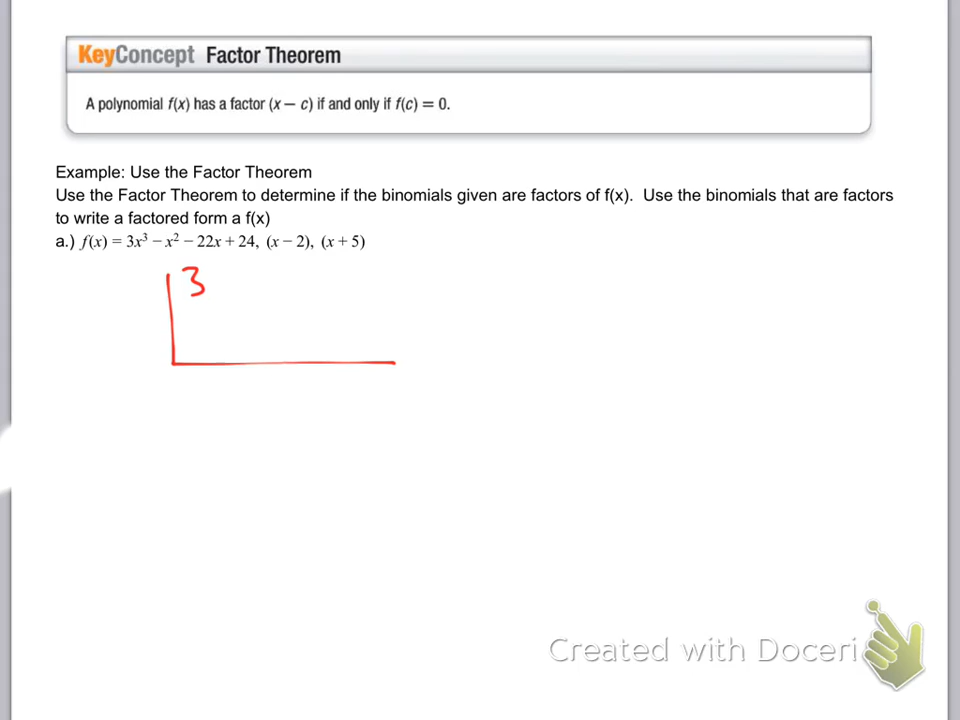 KeyConcept Factor Theorem
A polynomial f(x) has a factor (x − c) if and only if f(c) = 0.
Example: Use the Factor Theorem
Use the Factor Theorem to determine if the binomials given are factors of f(x). Use the binomials that are factors
to write a factored form a f(x)
a.) f(x) = 3x³ − x² − 22x + 24, (x − 2), (x + 5)
3
Created with Doceri